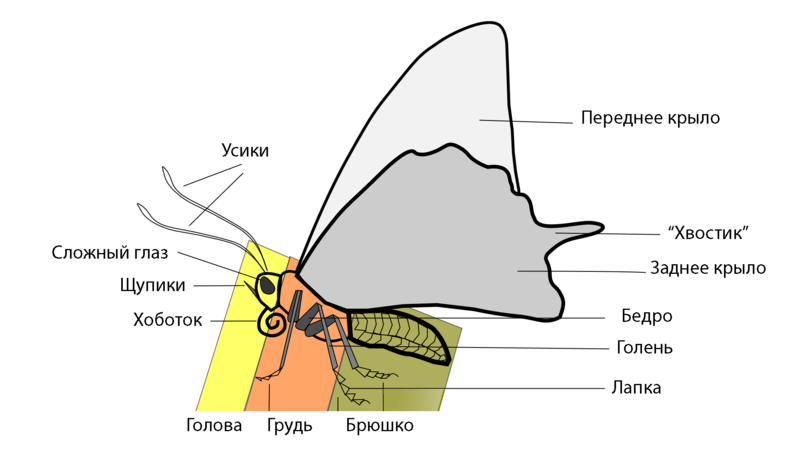 Переднее крыло
Усики
“Хвостик”
Сложный глаз
Заднее крыло
Щупики
Хоботок
Бедро
Голень
Лапка
Голова
Грудь
Брюшко